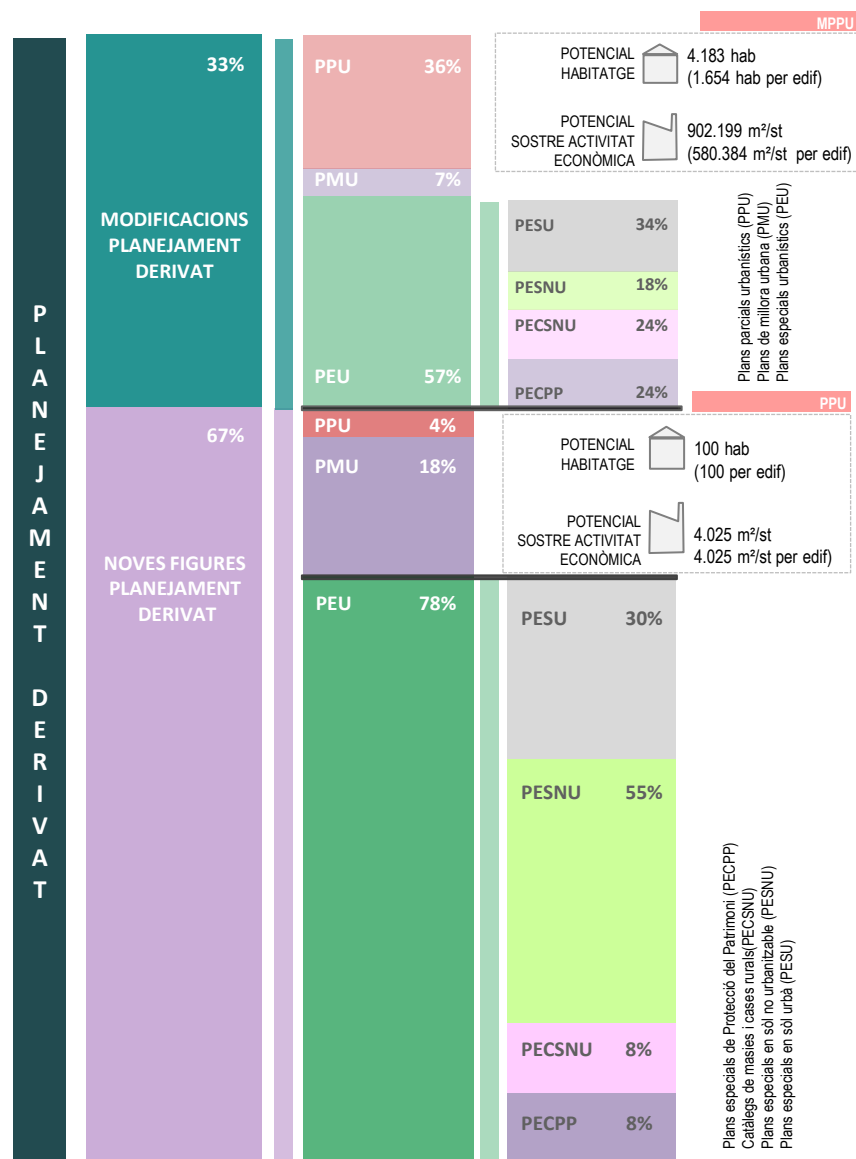 PLANEJAMENT DERIVAT
33%
MODIFICACIONS
PLANEJAMENT
DERIVAT
67%
NOVES FIGURES
PLANEJAMENT
DERIVAT
PPU 36%
PMU 7%
PEU 57%
PESU 34%
PESNU 18%
PECSNU 24%
PECPP 24%
MPPU
POTENCIAL
HABITATGE
4.183 hab
(1.654 hab per edif)
POTENCIAL
SOSTRE ACTIVITAT
ECONÒMICA
902.199 m²/st
(580.384 m²/st per edif)
Plans parcials urbanístics (PPU)
Plans de millora urbana (PMU)
Plans especials urbanístics (PEU)
PPU 4%
PMU 18%
PEU 78%
PPU
POTENCIAL
HABITATGE
100 hab
(100 per edif)
POTENCIAL
SOSTRE ACTIVITAT
ECONÒMICA
4.025 m²/st
4.025 m²/st per edif)
PESU 30%
PESNU 55%
PECSNU 8%
PECPP 8%
Plans especials de Protecció del Patrimoni (PECPP)
Catàlegs de masies i cases rurals(PECSNU)
Plans especials en sòl no urbanitzable (PESNU)
Plans especials en sòl urbà (PESU)